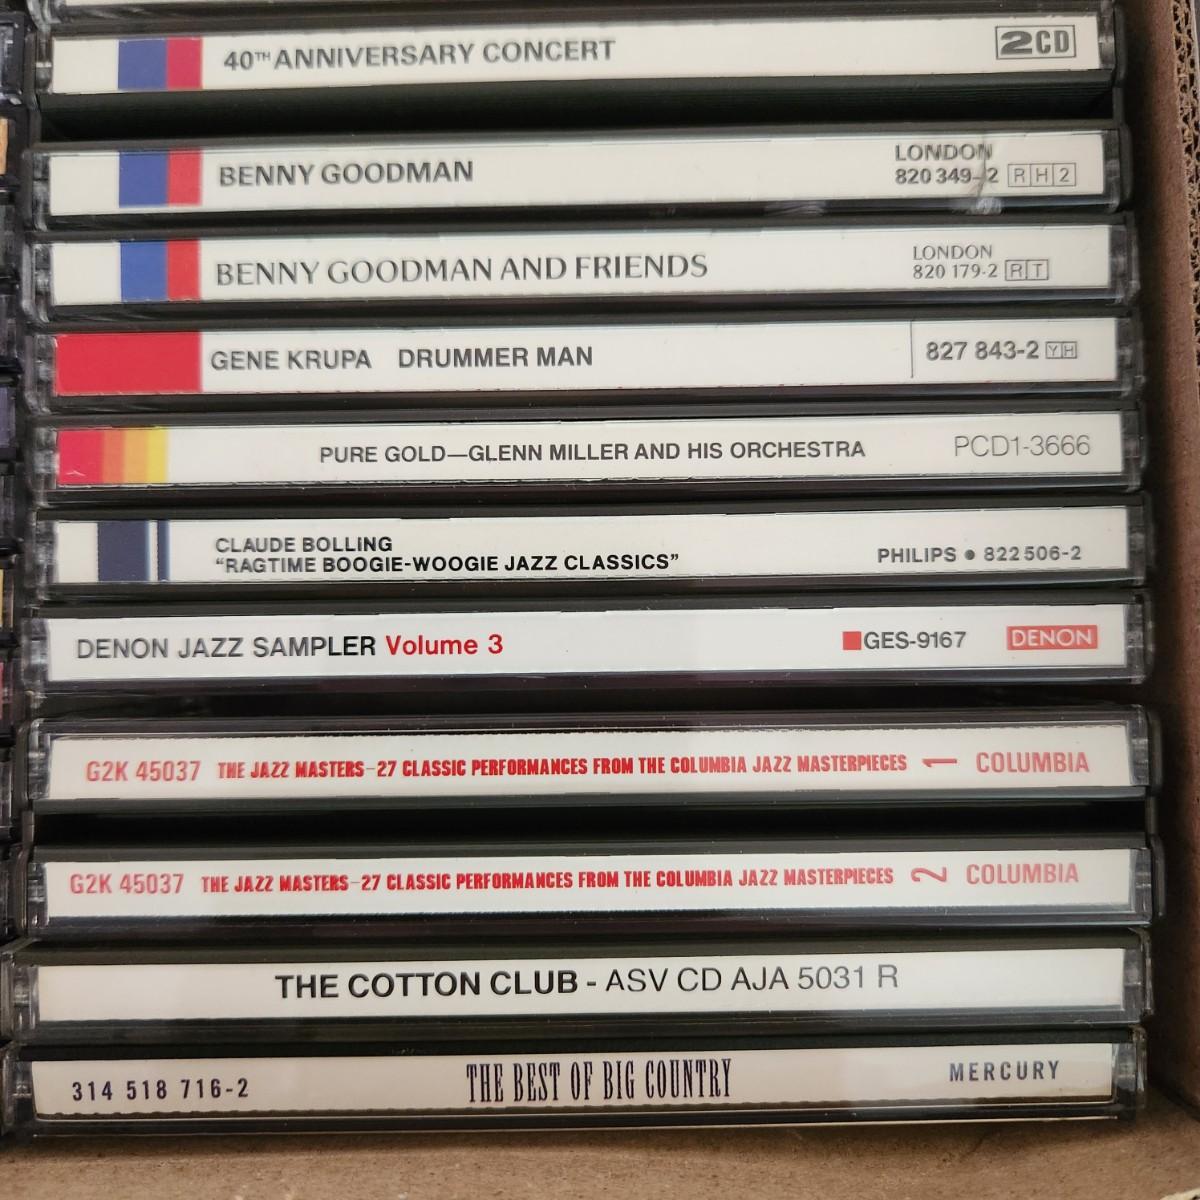 40TH ANNIVERSARY CONCERT 2CD
BENNY GOODMAN LONDON
820 349-2 R H 2
BENNY GOODMAN AND FRIENDS LONDON
820 179-2 R T
GENE KRUPA DRUMMER MAN 827 843-2 Y H
PURE GOLD—GLENN MILLER AND HIS ORCHESTRA PCD1-3666
CLAUDE BOLLING
"RAGTIME BOOGIE-WOOGIE JAZZ CLASSICS" PHILIPS • 822 506-2
DENON JAZZ SAMPLER Volume 3 GES-9167 DENON
G2K 45037 THE JAZZ MASTERS–27 CLASSIC PERFORMANCES FROM THE COLUMBIA JAZZ MASTERPIECES 1 COLUMBIA
G2K 45037 THE JAZZ MASTERS–27 CLASSIC PERFORMANCES FROM THE COLUMBIA JAZZ MASTERPIECES 2 COLUMBIA
THE COTTON CLUB - ASV CD AJA 5031 R
314 518 716-2 THE BEST OF BIG COUNTRY MERCURY